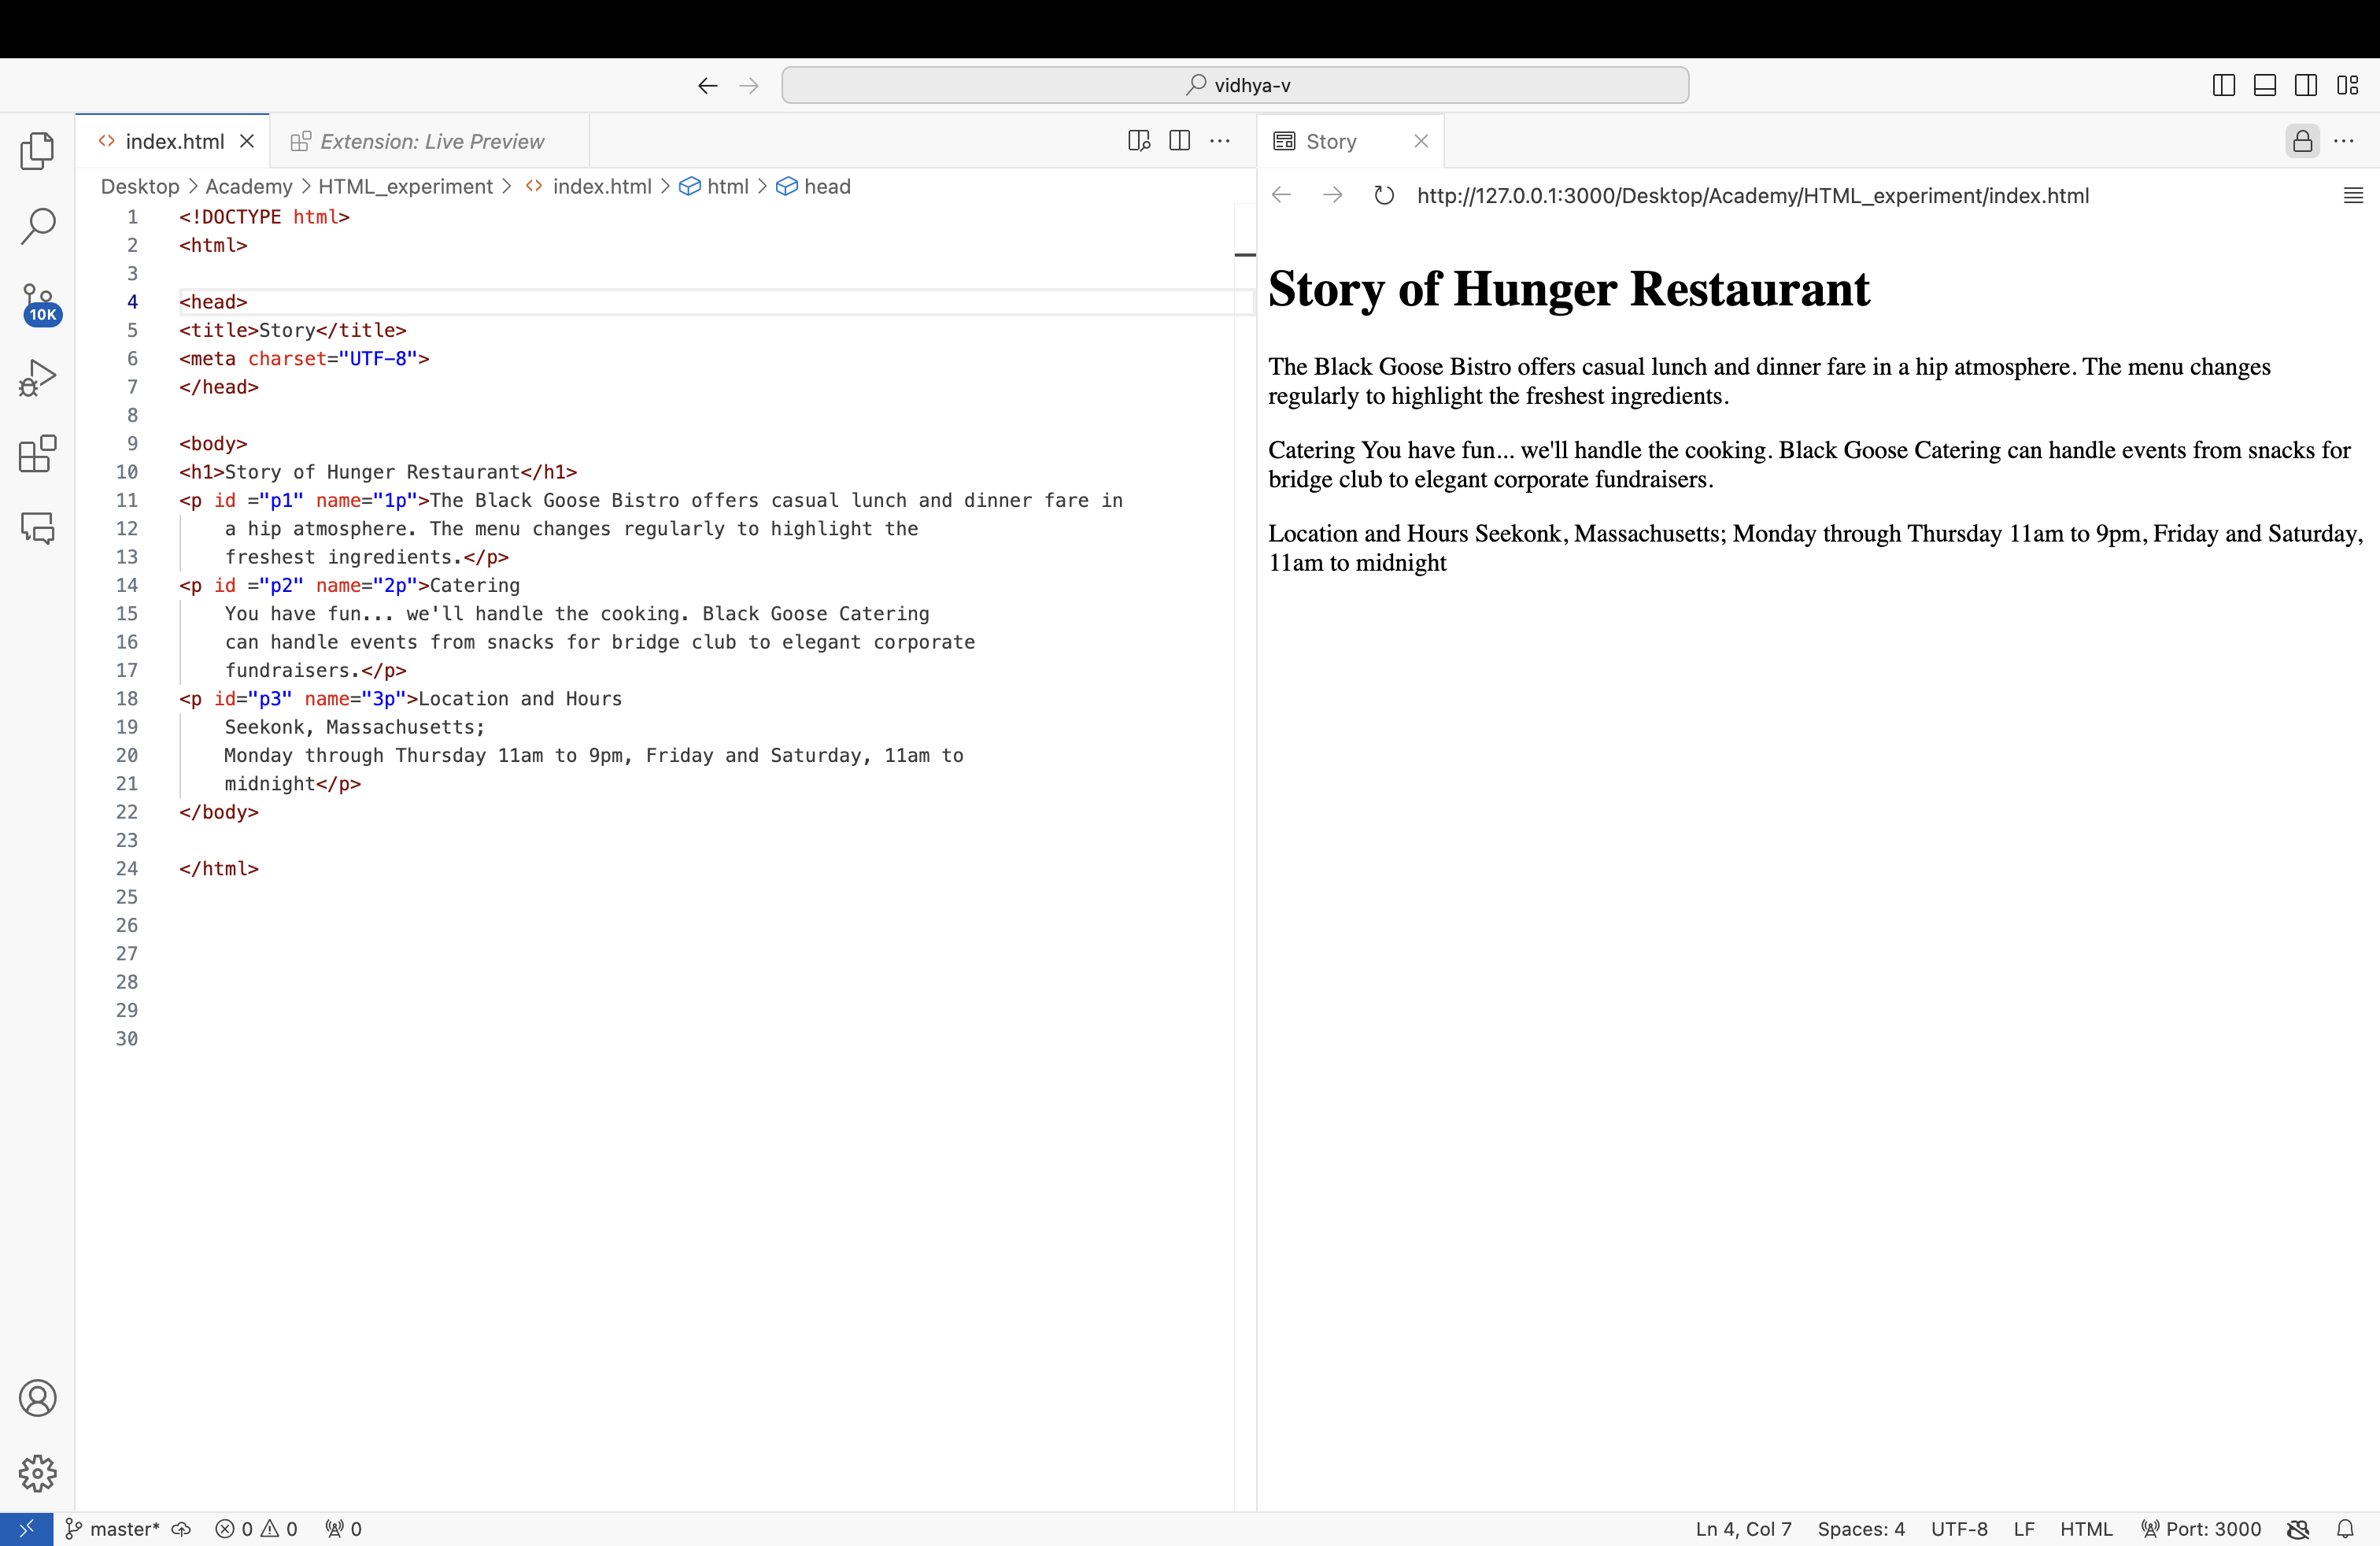 vidhya-v
index.html
Extension: Live Preview
Story
Desktop > Academy > HTML_experiment > index.html > html > head
http://127.0.0.1:3000/Desktop/Academy/HTML_experiment/index.html
10K
1 <!DOCTYPE html>
2 <html>
3
4 <head>
5 <title>Story</title>
6 <meta charset="UTF-8">
7 </head>
8
9 <body>
10 <h1>Story of Hunger Restaurant</h1>
11 <p id ="p1" name="1p">The Black Goose Bistro offers casual lunch and dinner fare in
12 a hip atmosphere. The menu changes regularly to highlight the
13 freshest ingredients.</p>
14 <p id ="p2" name="2p">Catering
15 You have fun... we'll handle the cooking. Black Goose Catering
16 can handle events from snacks for bridge club to elegant corporate
17 fundraisers.</p>
18 <p id="p3" name="3p">Location and Hours
19 Seekonk, Massachusetts;
20 Monday through Thursday 11am to 9pm, Friday and Saturday, 11am to
21 midnight</p>
22 </body>
23
24 </html>
25
26
27
28
29
30
Story of Hunger Restaurant
The Black Goose Bistro offers casual lunch and dinner fare in a hip atmosphere. The menu changes
regularly to highlight the freshest ingredients.
Catering You have fun... we'll handle the cooking. Black Goose Catering can handle events from snacks for
bridge club to elegant corporate fundraisers.
Location and Hours Seekonk, Massachusetts; Monday through Thursday 11am to 9pm, Friday and Saturday,
11am to midnight
master* 0 0 0
Ln 4, Col 7 Spaces: 4 UTF-8 LF HTML Port: 3000